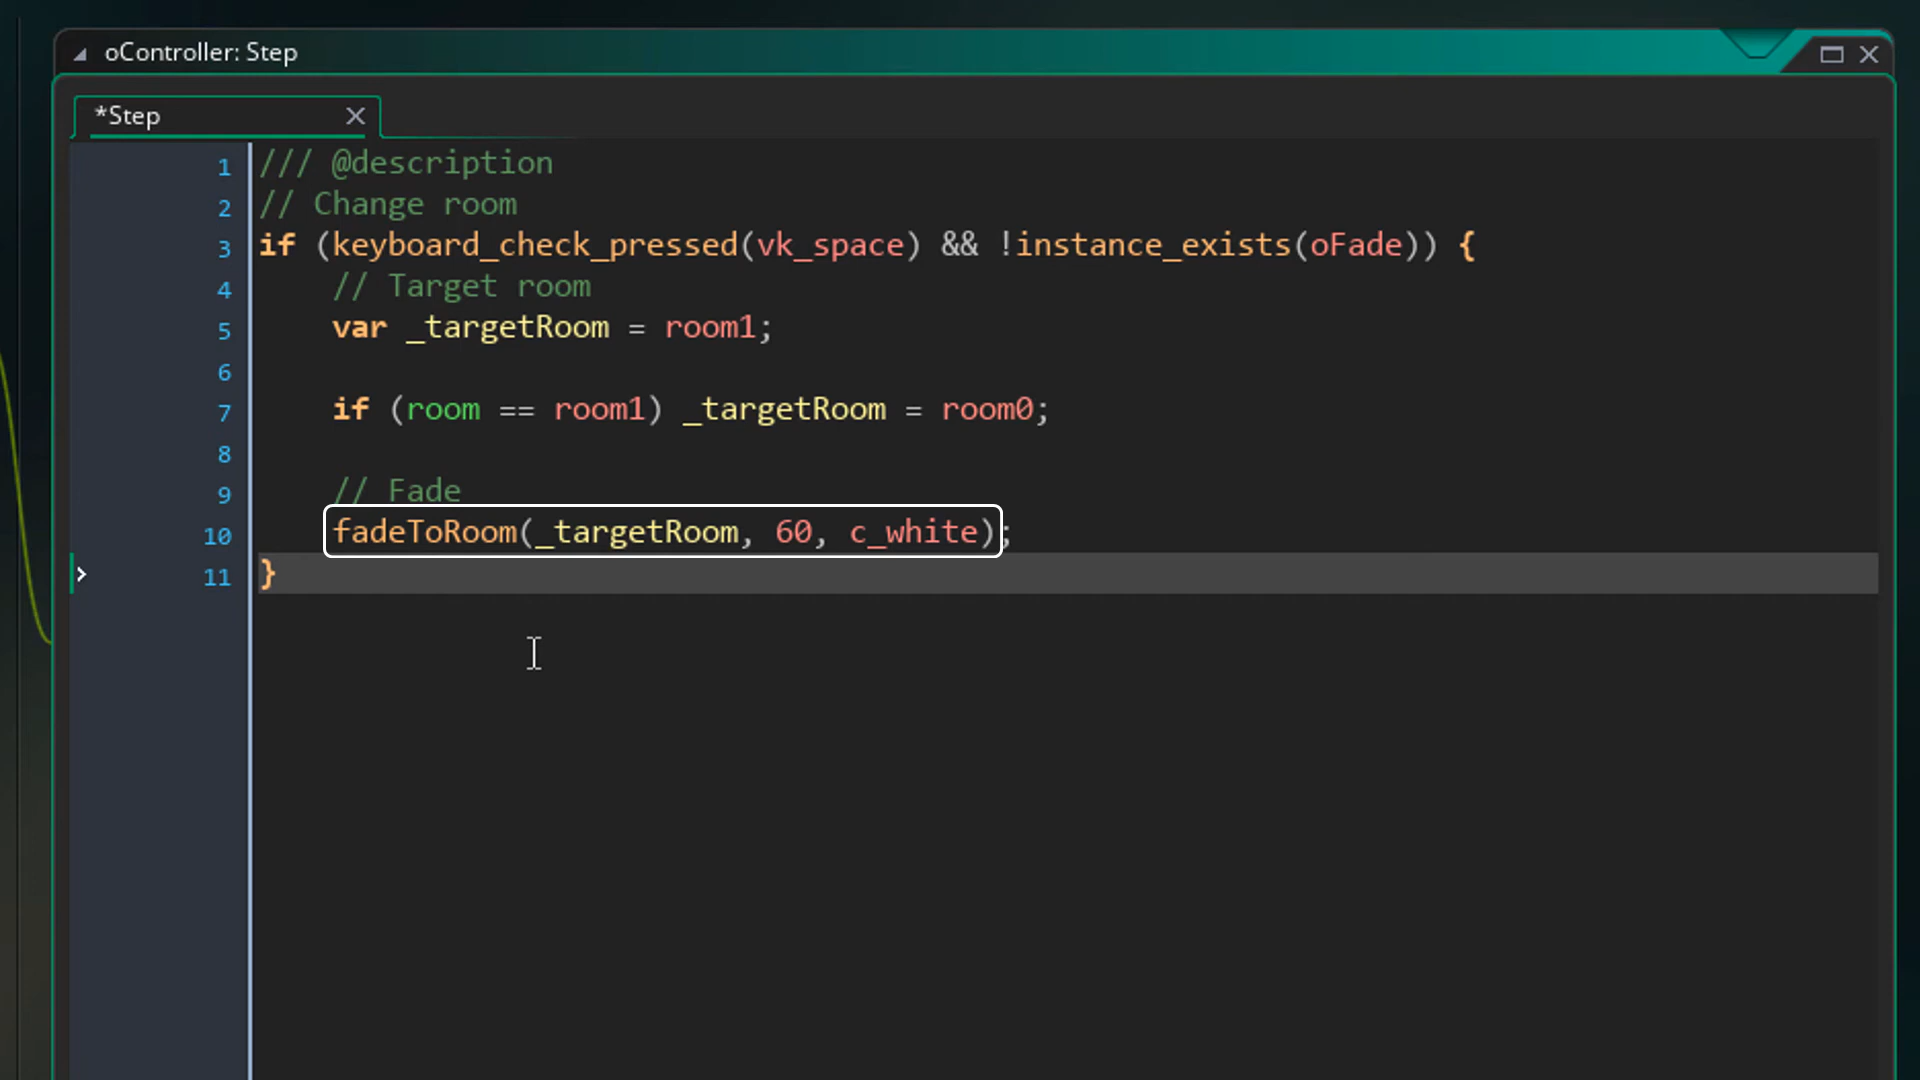 oController: Step
*Step
1 /// @description
2 // Change room
3 if (keyboard_check_pressed(vk_space) && !instance_exists(oFade)) {
4 // Target room
5 var _targetRoom = room1;
6
7 if (room == room1) _targetRoom = room0;
8
9 // Fade
10 fadeToRoom(_targetRoom, 60, c_white);
11 }